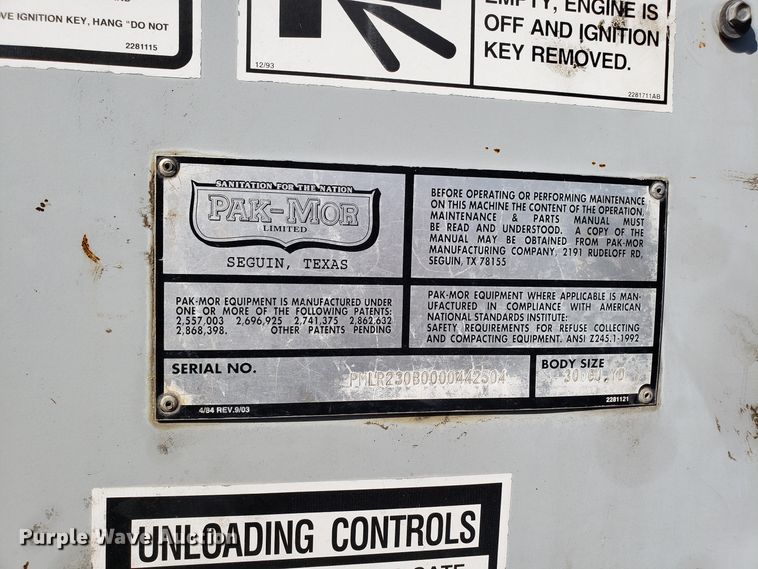 OVE IGNITION KEY, HANG "DO NOT
2281115
12/93
EMPTY, ENGINE IS
OFF AND IGNITION
KEY REMOVED.
2281711AB
SANITATION FOR THE NATION
PAK-MOR
LIMITED
SEGUIN, TEXAS
BEFORE OPERATING OR PERFORMING MAINTENANCE
ON THIS MACHINE THE CONTENT OF THE OPERATION,
MAINTENANCE & PARTS MANUAL MUST
BE READ AND UNDERSTOOD. A COPY OF THE
MANUAL MAY BE OBTAINED FROM PAK-MOR
MANUFACTURING COMPANY, 2191 RUDELOFF RD,
SEGUIN, TX 78155
PAK-MOR EQUIPMENT IS MANUFACTURED UNDER
ONE OR MORE OF THE FOLLOWING PATENTS:
2,557,003 2,696,925 2,741,375 2,862,632
2,868,398. OTHER PATENTS PENDING
PAK-MOR EQUIPMENT WHERE APPLICABLE IS MAN-
UFACTURED IN COMPLIANCE WITH AMERICAN
NATIONAL STANDARDS INSTITUTE:
SAFETY REQUIREMENTS FOR REFUSE COLLECTING
AND COMPACTING EQUIPMENT. ANSI Z245.1-1992
SERIAL NO. PMLR230B0000442504
BODY SIZE
4/84 REV.9/03
2281121
UNLOADING CONTROLS
Purple Wave Auction